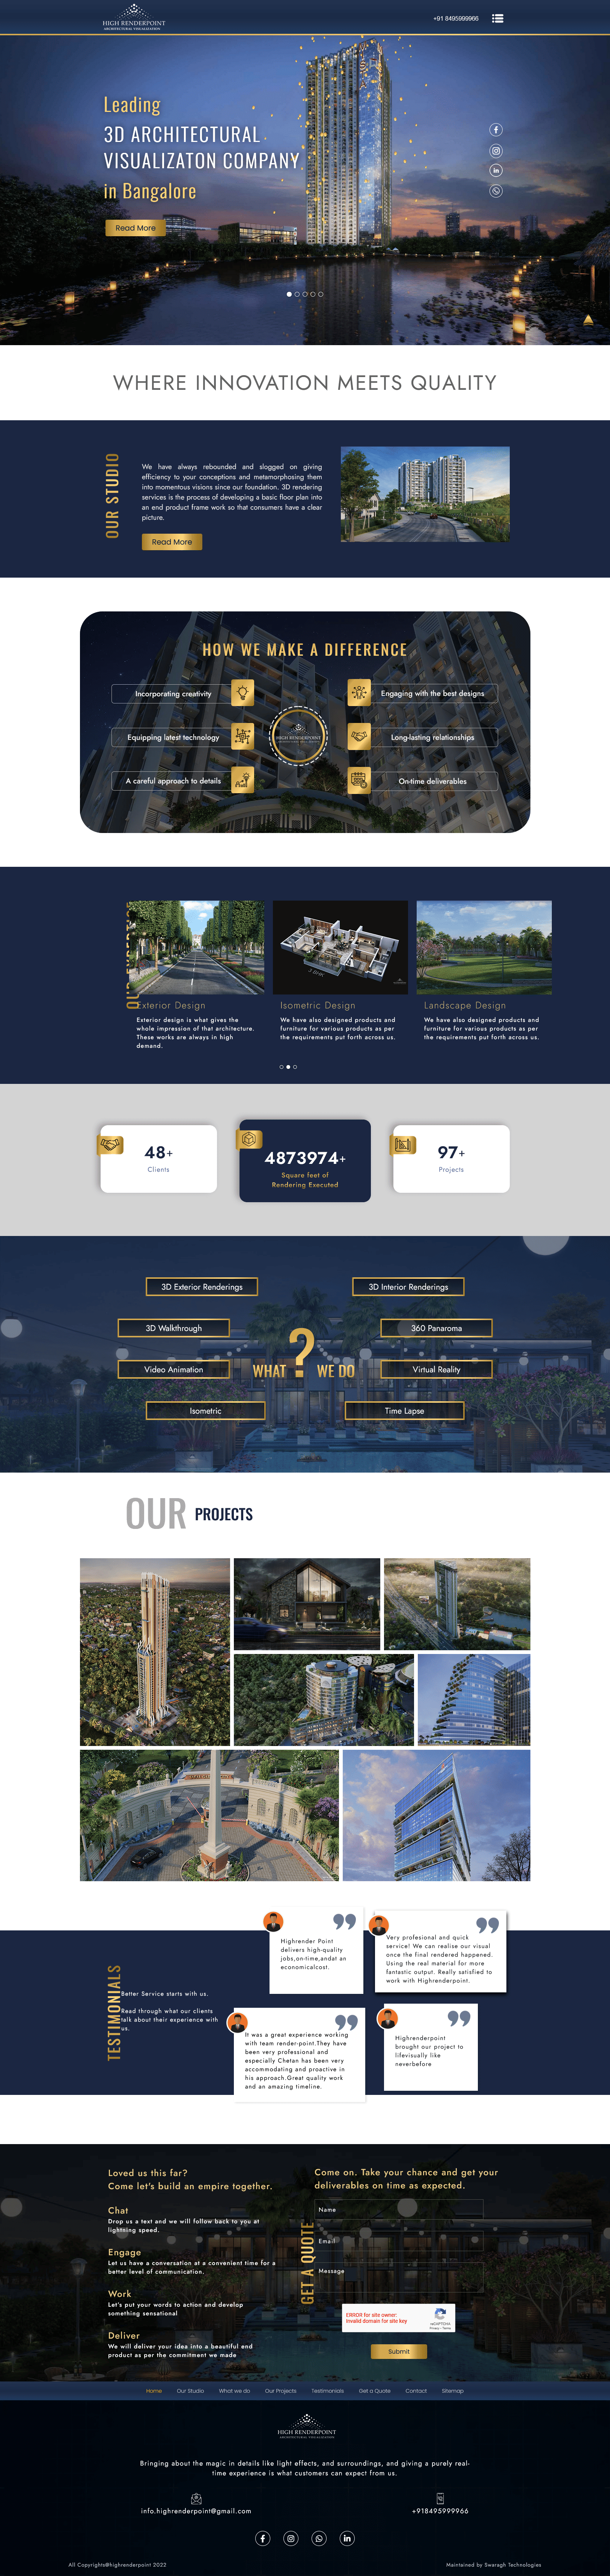 HIGH RENDERPOINT
ARCHITECTURAL VISUALIZATION
+91 8495999966
Leading
3D ARCHITECTURAL
VISUALIZATON COMPANY
in Bangalore
Read More
WHERE INNOVATION MEETS QUALITY
OUR STUDIO
We have always rebounded and slogged on giving
efficiency to your conceptions and metamorphosing them
into momentous visions since our foundation. 3D rendering
services is the process of developing a basic floor plan into
an end product frame work so that consumers have a clear
picture.
Read More
HOW WE MAKE A DIFFERENCE
Incorporating creativity
Engaging with the best designs
Equipping latest technology
HIGH RENDERPOINT
Long-lasting relationships
A careful approach to details
On-time deliverables
Exterior Design
Isometric Design
Landscape Design
Exterior design is what gives the
whole impression of that architecture.
These works are always in high
demand.
We have also designed products and
furniture for various products as per
the requirements put forth across us.
We have also designed products and
furniture for various products as per
the requirements put forth across us.
48+
Clients
4873974+
Square feet of
Rendering Executed
97+
Projects
3D Exterior Renderings
3D Interior Renderings
3D Walkthrough
360 Panaroma
Video Animation
WHAT ? WE DO
Virtual Reality
Isometric
Time Lapse
OUR PROJECTS
TESTIMONIALS
Better Service starts with us.
Read through what our clients
talk about their experience with
us.
Highrender Point
delivers high-quality
jobs,on-time,andat an
economicalcost.
Very profesional and quick
service! We can realise our visual
once the final rendered happened.
Using the real material for more
fantastic output. Really satisfied to
work with Highrenderpoint.
It was a great experience working
with team render-point.They have
been very professional and
especially Chetan has been very
accommodating and proactive in
his approach.Great quality work
and an amazing timeline.
Highrenderpoint
brought our project to
lifevisually like
neverbefore
Loved us this far?
Come let's build an empire together.
Chat
Drop us a text and we will follow back to you at
lightning speed.
Engage
Let us have a conversation at a convenient time for a
better level of communication.
Work
Let's put your words to action and develop
something sensational
Deliver
We will deliver your idea into a beautiful end
product as per the commitment we made
Come on. Take your chance and get your
deliverables on time as expected.
GET A QUOTE
Name
Email
Message
ERROR for site owner:
Invalid domain for site key
reCAPTCHA
Privacy - Terms
Submit
Home Our Studio What we do Our Projects Testimonials Get a Quote Contact Sitemap
HIGH RENDERPOINT
ARCHITECTURAL VISUALIZATION
Bringing about the magic in details like light effects, and surroundings, and giving a purely real-
time experience is what customers can expect from us.
info.highrenderpoint@gmail.com
+918495999966
All Copyrights@highrenderpoint 2022
Maintained by Swaragh Technologies